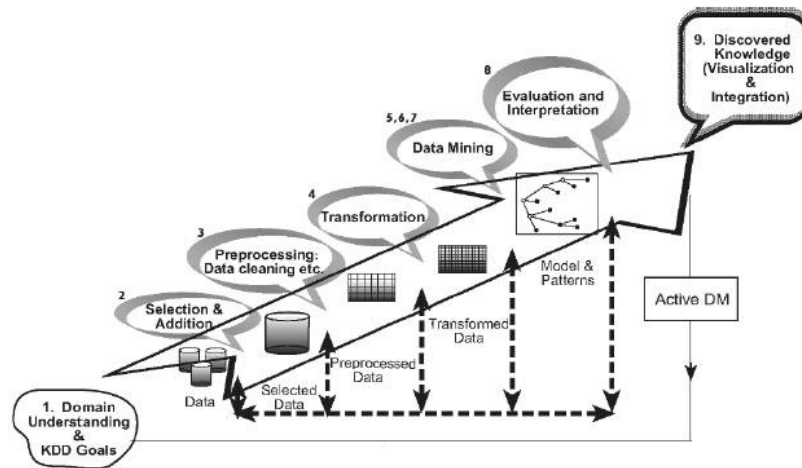 9. Discovered
Knowledge
(Visualization
&
Integration)
8
Evaluation and
Interpretation
5,6,7
Data Mining
4
Transformation
3
Preprocessing:
Data cleaning etc.
2
Selection &
Addition
1. Domain
Understanding
&
KDD Goals
Data
Selected
Data
Preprocessed
Data
Transformed
Data
Model &
Patterns
Active DM